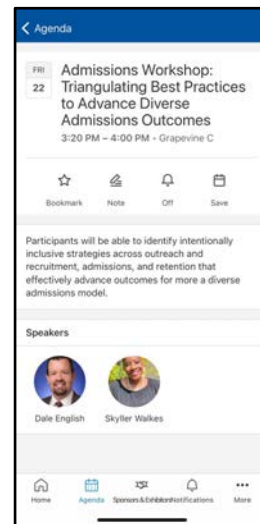 Agenda
FRI
22
Admissions Workshop:
Triangulating Best Practices
to Advance Diverse
Admissions Outcomes
3:20 PM – 4:00 PM - Grapevine C
Bookmark Note Off Save
Participants will be able to identify intentionally
inclusive strategies across outreach and
recruitment, admissions, and retention that
effectively advance outcomes for more a diverse
admissions model.
Speakers
Dale English Skyller Walkes
Home Agenda Sponsors & Exhibitors Notifications More